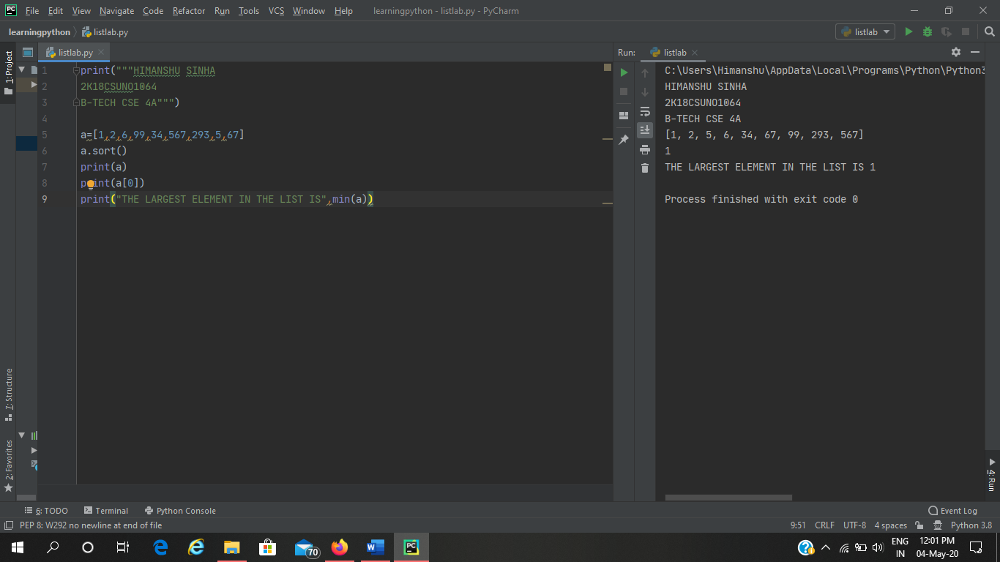 PC File Edit View Navigate Code Refactor Run Tools VCS Window Help learningpython - listlab.py - PyCharm
learningpython listlab.py listlab
1: Project
listlab.py
Run: listlab
1 print("""HIMANSHU SINHA
2 2K18CSUNO1064
3 B-TECH CSE 4A""")
4
5 a=[1,2,6,99,34,567,293,5,67]
6 a.sort()
7 print(a)
8 print(a[0])
9 print("THE LARGEST ELEMENT IN THE LIST IS",min(a))
C:\Users\Himanshu\AppData\Local\Programs\Python\Python3
HIMANSHU SINHA
2K18CSUNO1064
B-TECH CSE 4A
[1, 2, 5, 6, 34, 67, 99, 293, 567]
1
THE LARGEST ELEMENT IN THE LIST IS 1
Process finished with exit code 0
7: Structure
2: Favorites
4: Run
6: TODO Terminal Python Console Event Log
PEP 8: W292 no newline at end of file 9:51 CRLF UTF-8 4 spaces Python 3.8
70 W PC ENG 12:01 PM
IN 04-May-20